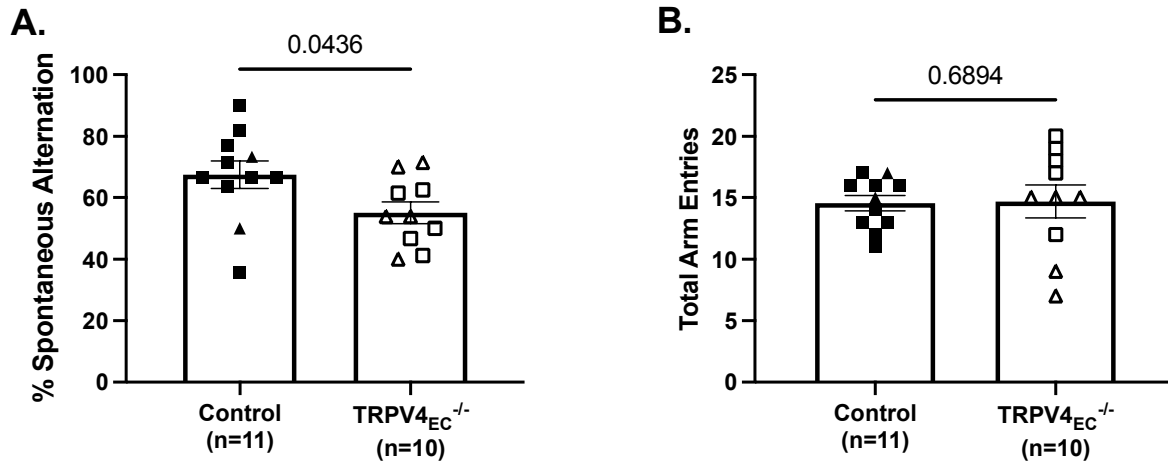 A.
0.0436
% Spontaneous Alternation
100
80
60
40
20
0
Control
(n=11)
TRPV4EC-/-
(n=10)
B.
0.6894
Total Arm Entries
25
20
15
10
5
0
Control
(n=11)
TRPV4EC-/-
(n=10)